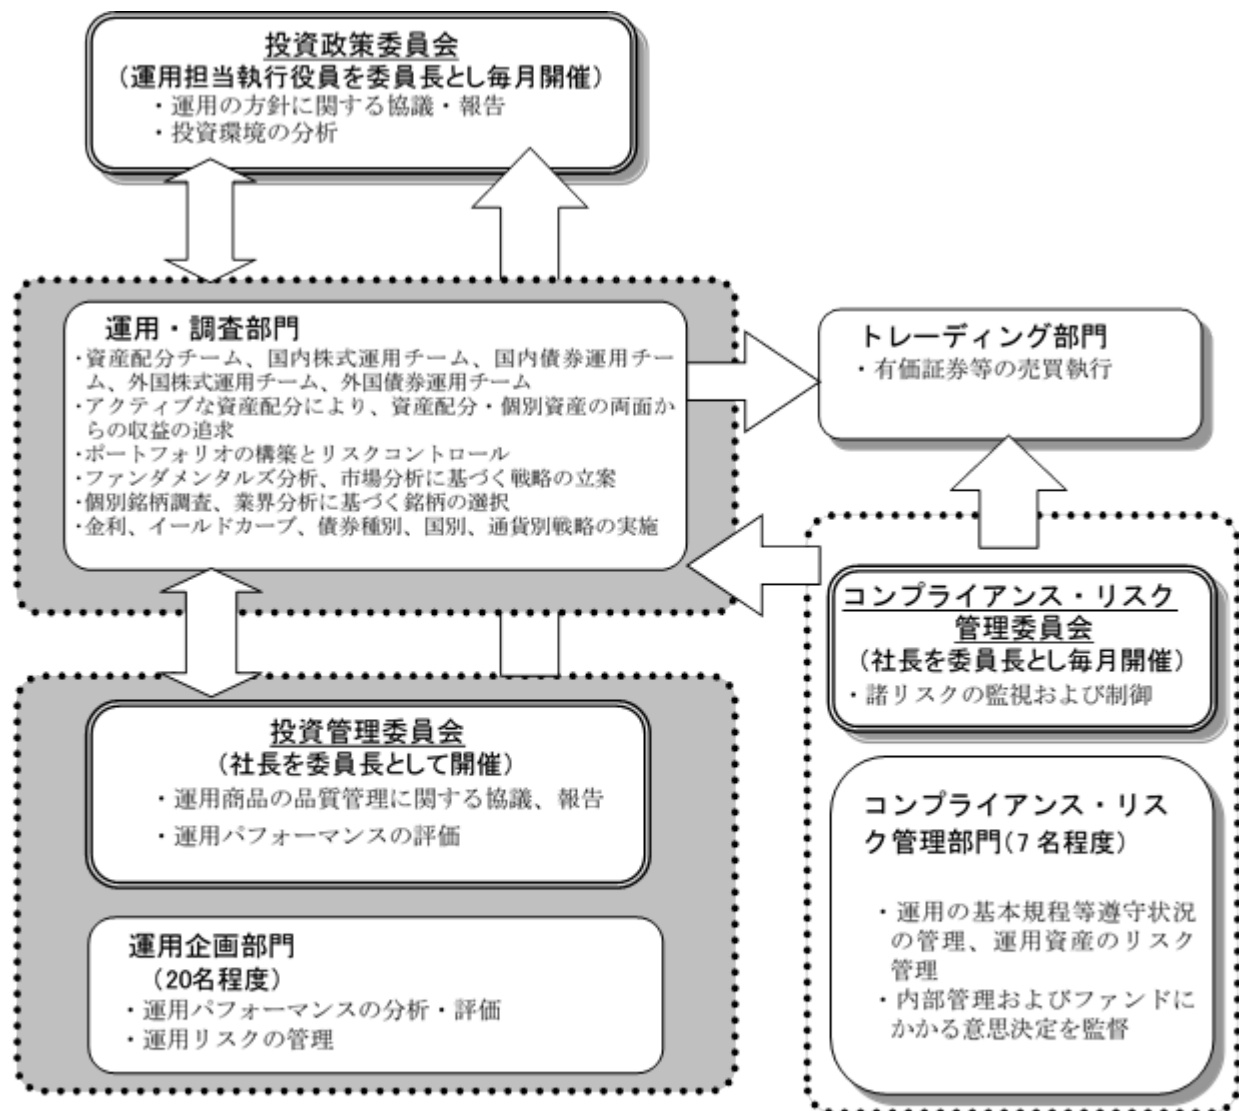 投資政策委員会
(運用担当執行役員を委員長とし毎月開催)
・運用の方針に関する協議・報告
・投資環境の分析
運用・調査部門
・資産配分チーム、国内株式運用チーム、国内債券運用チー
ム、外国株式運用チーム、外国債券運用チーム
・アクティブな資産配分により、資産配分・個別資産の両面か
らの収益の追求
・ポートフォリオの構築とリスクコントロール
・ファンダメンタルズ分析、市場分析に基づく戦略の立案
・個別銘柄調査、業界分析に基づく銘柄の選択
・金利、イールドカーブ、債券種別、国別、通貨別戦略の実施
トレーディング部門
・有価証券等の売買執行
コンプライアンス・リスク
管理委員会
(社長を委員長とし毎月開催)
・諸リスクの監視および制御
投資管理委員会
(社長を委員長として開催)
・運用商品の品質管理に関する協議、報告
・運用パフォーマンスの評価
運用企画部門
(20名程度)
・運用パフォーマンスの分析・評価
・運用リスクの管理
コンプライアンス・リス
ク管理部門(7 名程度)
・運用の基本規程等遵守状況
の管理、運用資産のリスク
管理
・内部管理およびファンドに
かかる意思決定を監督